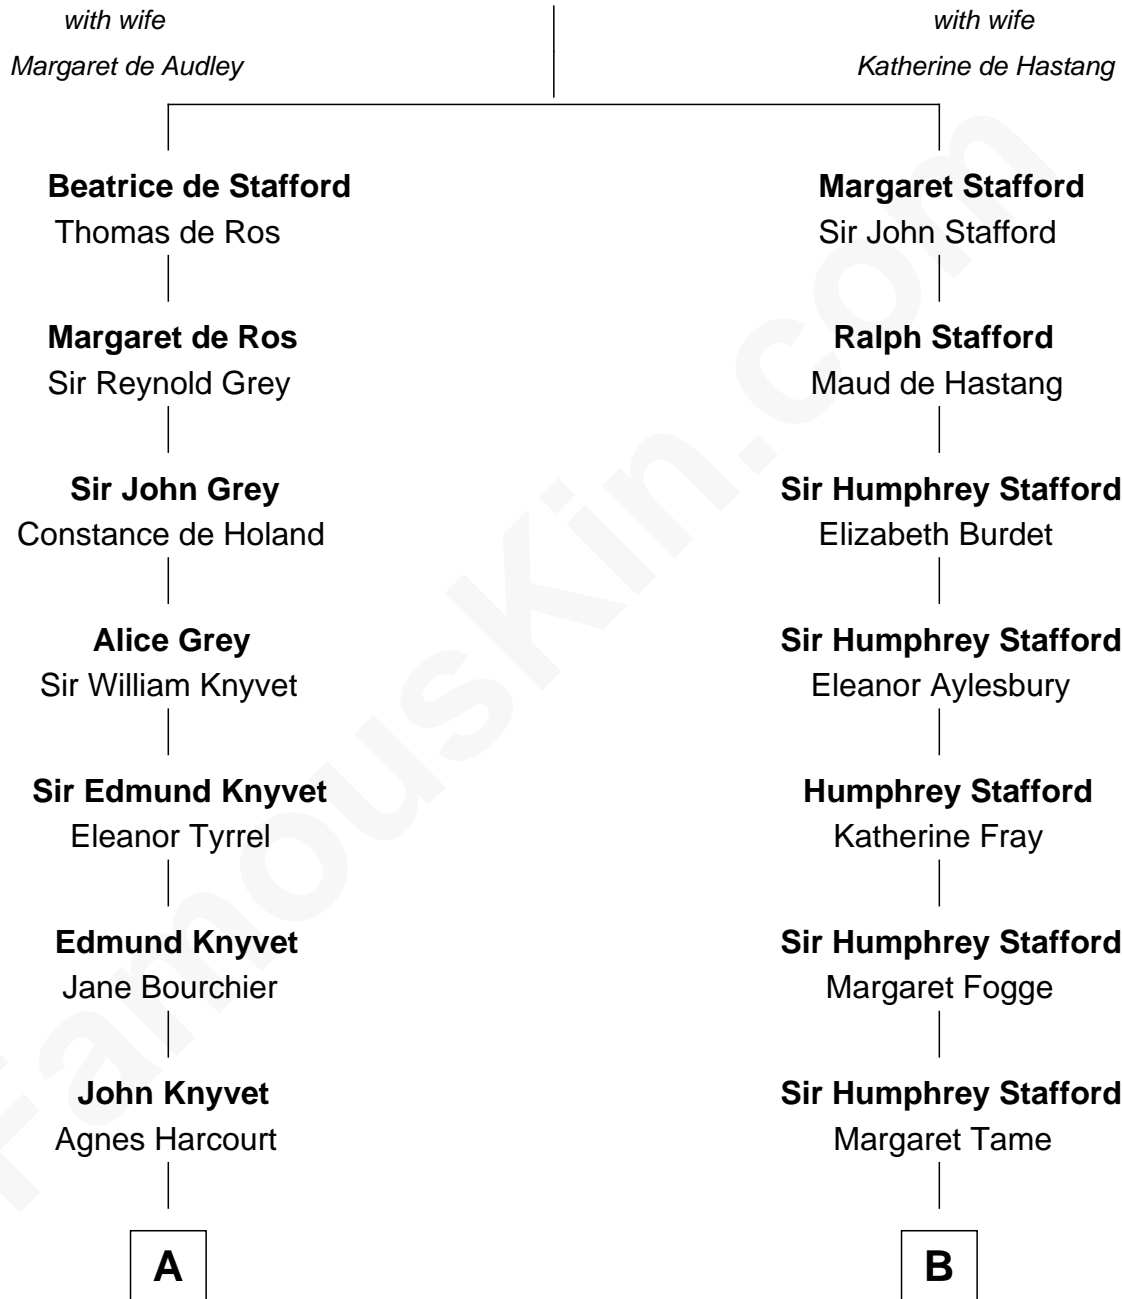 with wife
Margaret de Audley
with wife
Katherine de Hastang
Beatrice de Stafford
Thomas de Ros
Margaret Stafford
Sir John Stafford
Margaret de Ros
Sir Reynold Grey
Ralph Stafford
Maud de Hastang
Sir John Grey
Constance de Holand
Sir Humphrey Stafford
Elizabeth Burdet
Alice Grey
Sir William Knyvet
Sir Humphrey Stafford
Eleanor Aylesbury
Sir Edmund Knyvet
Eleanor Tyrrel
Humphrey Stafford
Katherine Fray
Edmund Knyvet
Jane Bourchier
Sir Humphrey Stafford
Margaret Fogge
John Knyvet
Agnes Harcourt
Sir Humphrey Stafford
Margaret Tame
A
B
FamousKin.com